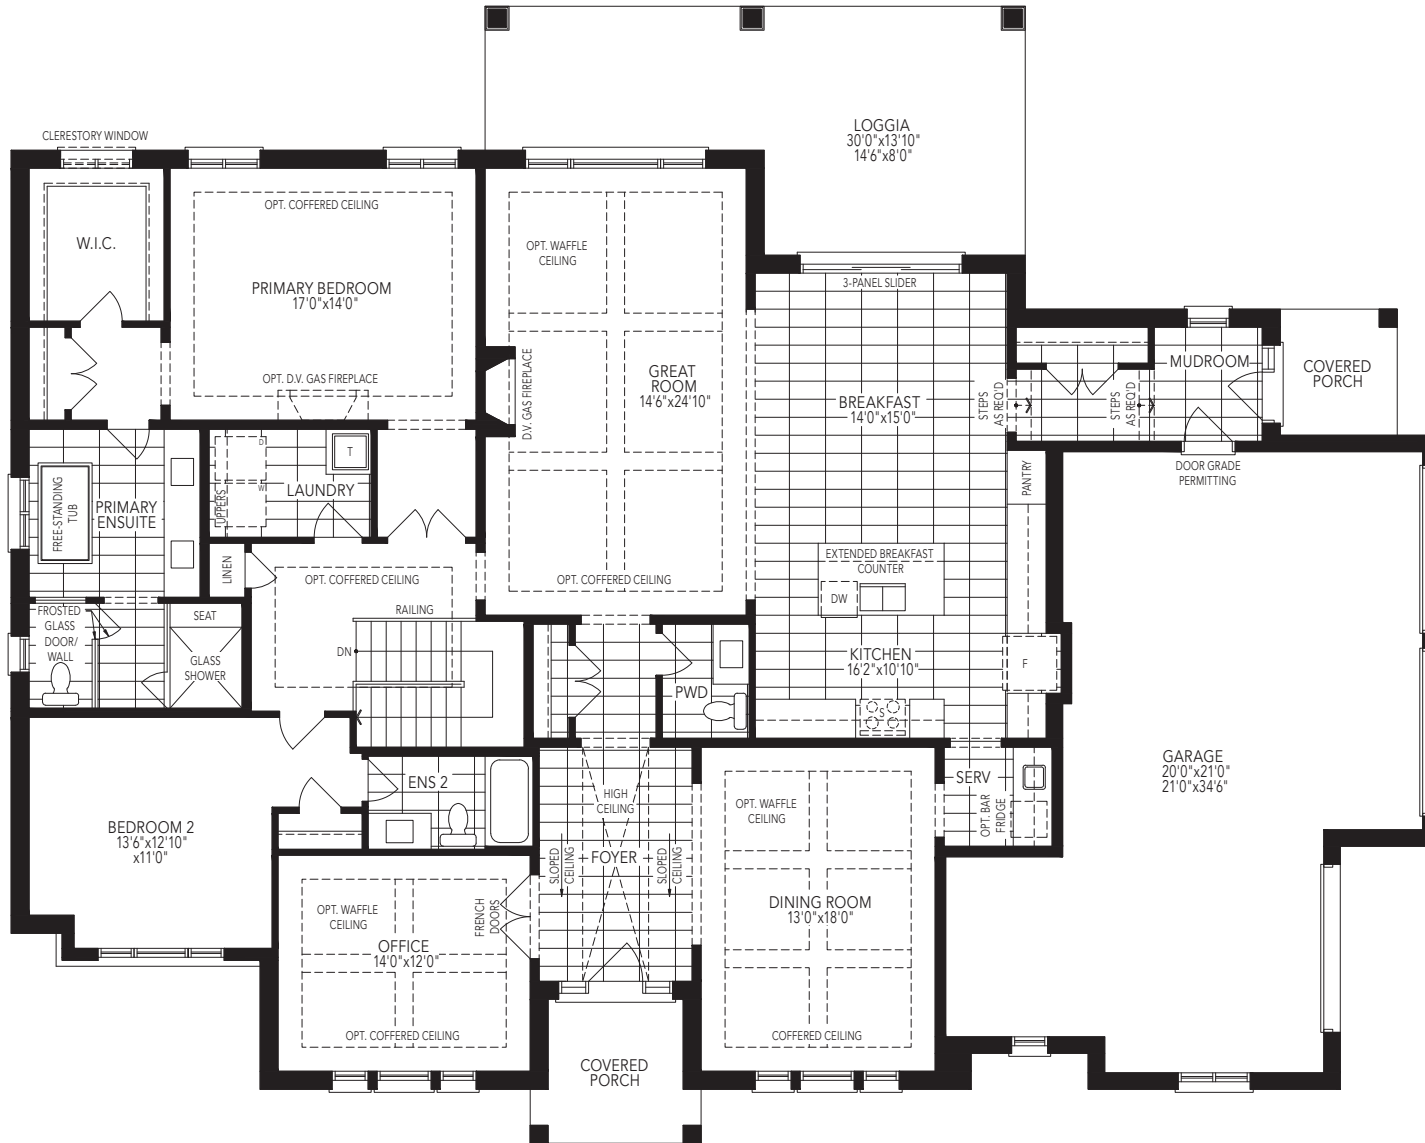 LOGGIA
30'0"x13'10"
14'6"x8'0"
CLERESTORY WINDOW
OPT. COFFERED CEILING
W.I.C.
PRIMARY BEDROOM
17'0"x14'0"
OPT. D.V. GAS FIREPLACE
OPT. WAFFLE
CEILING
D.V. GAS FIREPLACE
GREAT
ROOM
14'6"x24'10"
OPT. COFFERED CEILING
3-PANEL SLIDER
BREAKFAST
14'0"x15'0"
STEPS
AS REQ'D
STEPS
AS REQ'D
MUDROOM
COVERED
PORCH
DOOR GRADE
PERMITTING
PANTRY
FREE-STANDING
TUB
PRIMARY
ENSUITE
UPPERS
D
W
T
LAUNDRY
LINEN
OPT. COFFERED CEILING
RAILING
DN
FROSTED
GLASS
DOOR/
WALL
SEAT
GLASS
SHOWER
EXTENDED BREAKFAST
COUNTER
DW
KITCHEN
16'2"x10'10"
F
S
PWD
GARAGE
20'0"x21'0"
21'0"x34'6"
SERV
OPT. BAR
FRIDGE
BEDROOM 2
13'6"x12'10"
x11'0"
ENS 2
HIGH
CEILING
SLOPED
CEILING
FOYER
SLOPED
CEILING
OPT. WAFFLE
CEILING
DINING ROOM
13'0"x18'0"
COFFERED CEILING
OPT. WAFFLE
CEILING
FRENCH
DOORS
OFFICE
14'0"x12'0"
OPT. COFFERED CEILING
COVERED
PORCH